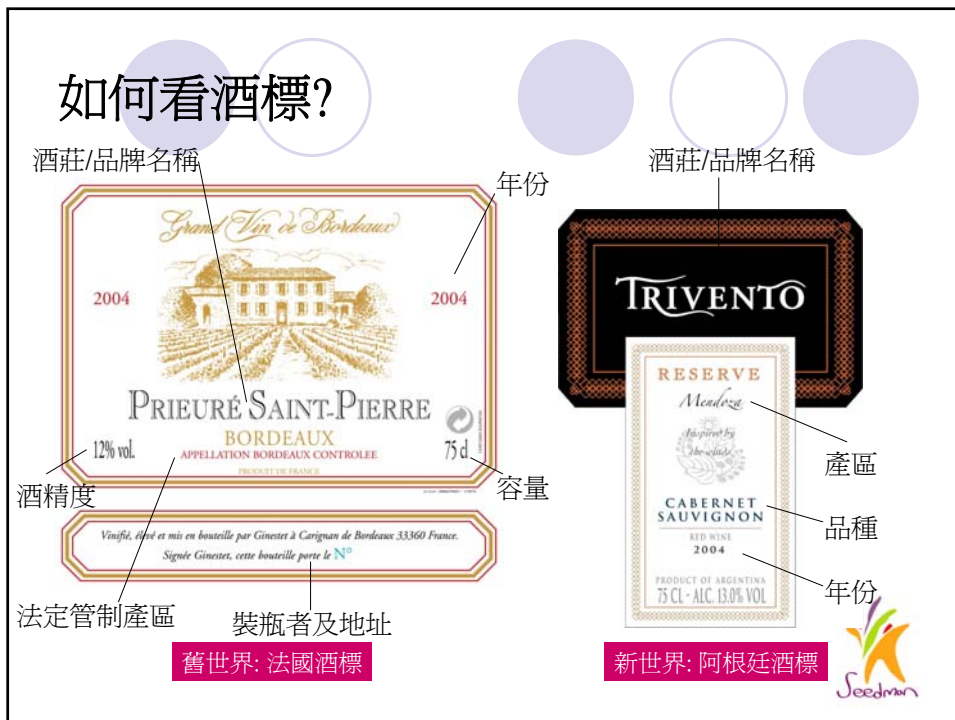 如何看酒標?
酒莊/品牌名稱
年份
Grand Vin de Bordeaux
2004
2004
PRIEURÉ SAINT-PIERRE
BORDEAUX
12% vol.
APPELLATION BORDEAUX CONTROLEE
75 cl
PRODUIT DE FRANCE
酒精度
容量
Vinifié, élevé et mis en bouteille par Ginestet à Carignan de Bordeaux 33360 France.
Signée Ginestet, cette bouteille porte le N°
法定管制產區
裝瓶者及地址
舊世界: 法國酒標
酒莊/品牌名稱
TRIVENTO
RESERVE
Mendoza
Inspired by
the winds
產區
CABERNET
SAUVIGNON
品種
RED WINE
2004
年份
PRODUCT OF ARGENTINA
75 CL - ALC. 13.0% VOL
新世界: 阿根廷酒標
Seedman